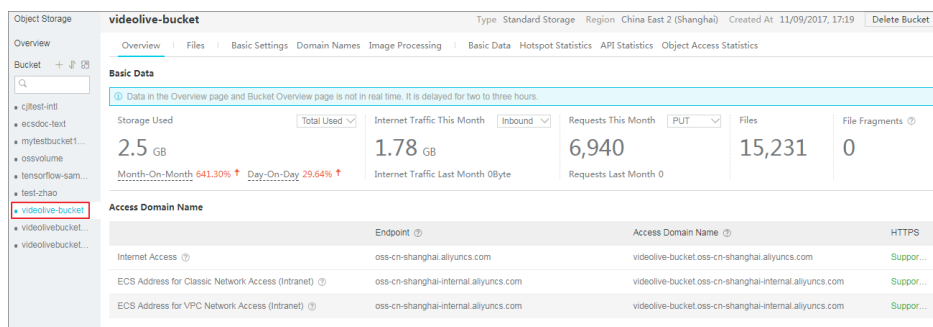 Object Storage
videolive-bucket
Type Standard Storage Region China East 2 (Shanghai) Created At 11/09/2017, 17:19 Delete Bucket
Overview
Bucket
cjltest-intl
ecsdoc-text
mytestbucket1...
ossvolume
tensorflow-sam...
test-zhao
videolive-bucket
videolivebucket...
videolivebucket...
Overview Files Basic Settings Domain Names Image Processing Basic Data Hotspot Statistics API Statistics Object Access Statistics
Basic Data
Data in the Overview page and Bucket Overview page is not in real time. It is delayed for two to three hours.
Storage Used Total Used
2.5 GB
Month-On-Month 641.30% ↑ Day-On-Day 29.64% ↑
Internet Traffic This Month Inbound
1.78 GB
Internet Traffic Last Month 0Byte
Requests This Month PUT
6,940
Requests Last Month 0
Files
15,231
File Fragments
0
Access Domain Name
Endpoint Access Domain Name HTTPS
Internet Access oss-cn-shanghai.aliyuncs.com videolive-bucket.oss-cn-shanghai.aliyuncs.com Suppor...
ECS Address for Classic Network Access (Intranet) oss-cn-shanghai-internal.aliyuncs.com videolive-bucket.oss-cn-shanghai-internal.aliyuncs.com Suppor...
ECS Address for VPC Network Access (Intranet) oss-cn-shanghai-internal.aliyuncs.com videolive-bucket.oss-cn-shanghai-internal.aliyuncs.com Suppor...